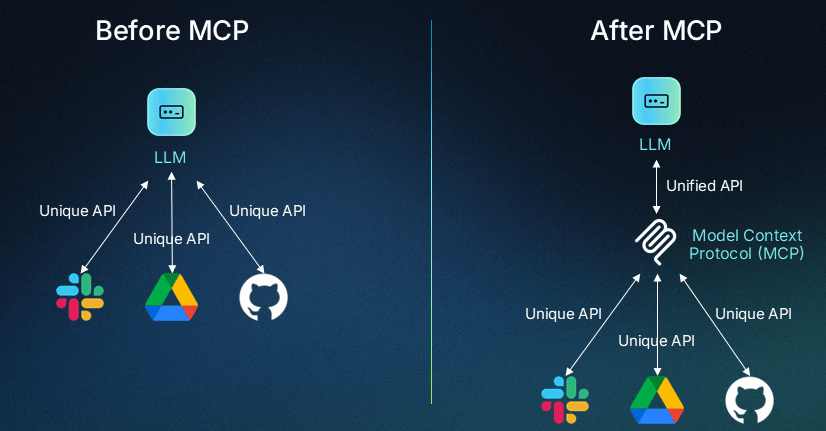 Before MCP
LLM
Unique API
Unique API
Unique API
After MCP
LLM
Unified API
Model Context
Protocol (MCP)
Unique API
Unique API
Unique API